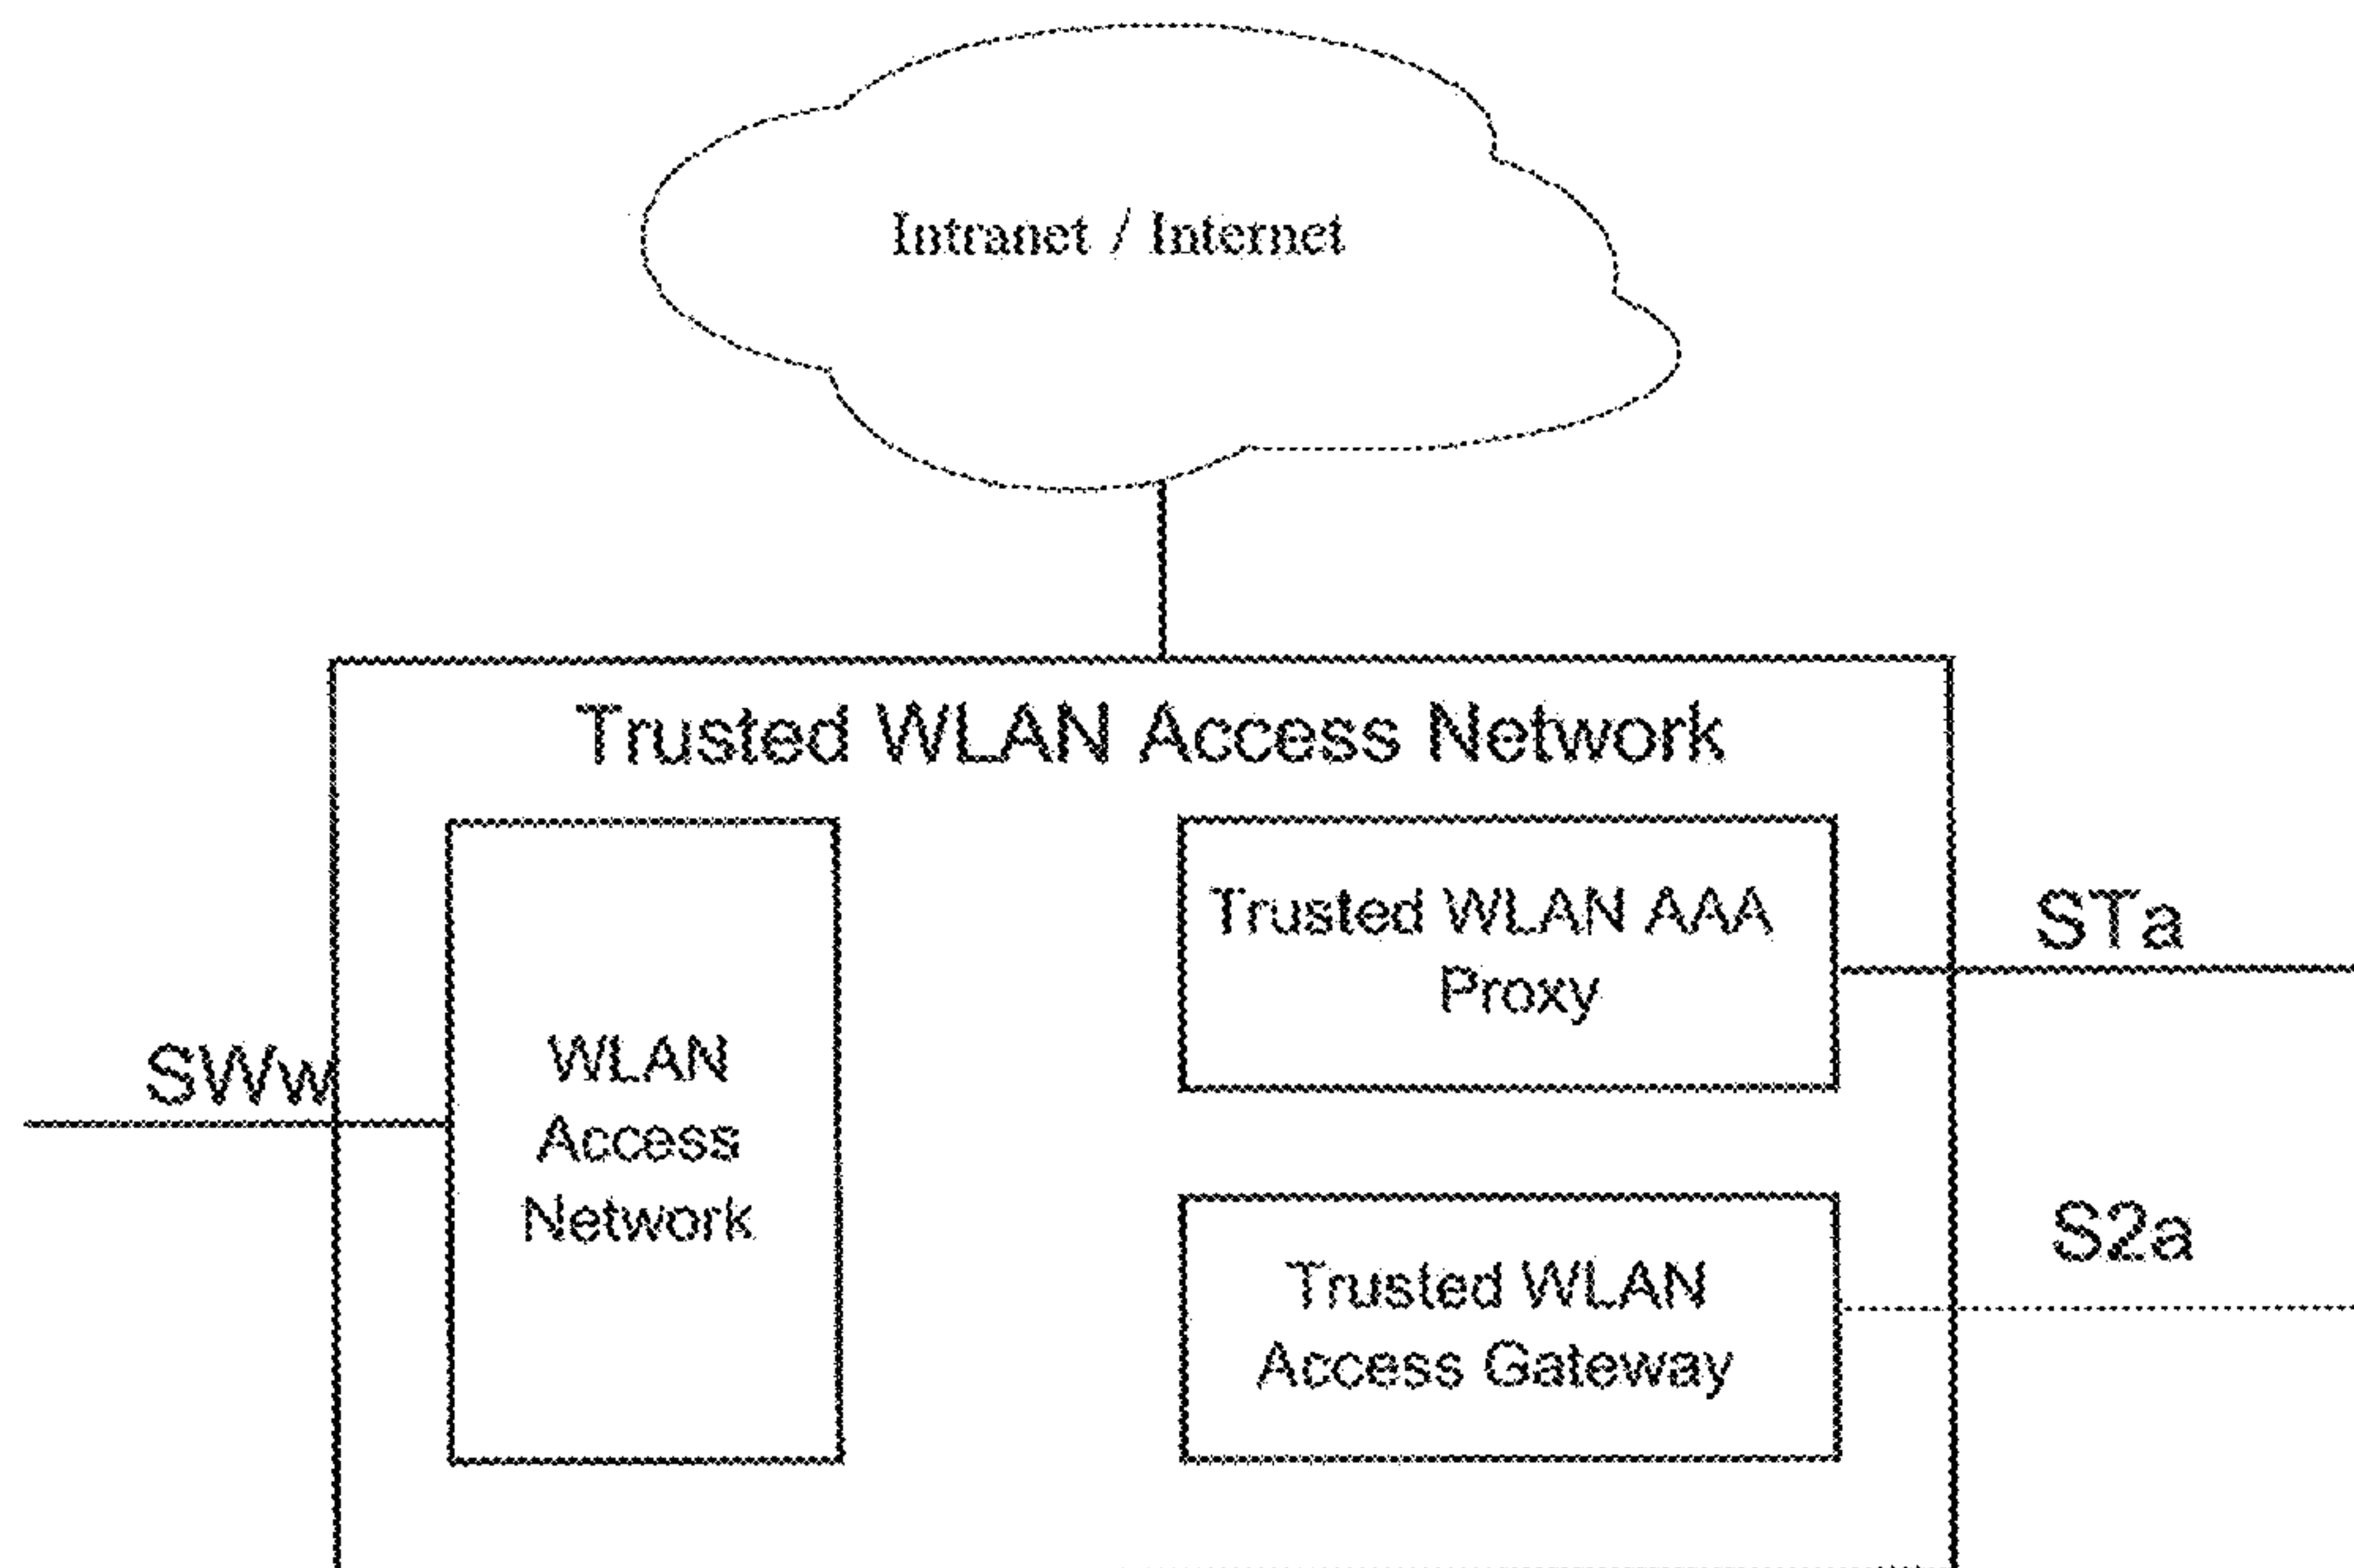 Intranet / Internet
Trusted WLAN Access Network
Trusted WLAN AAA
Proxy
STa
SWw
WLAN
Access
Network
S2a
Trusted WLAN
Access Gateway